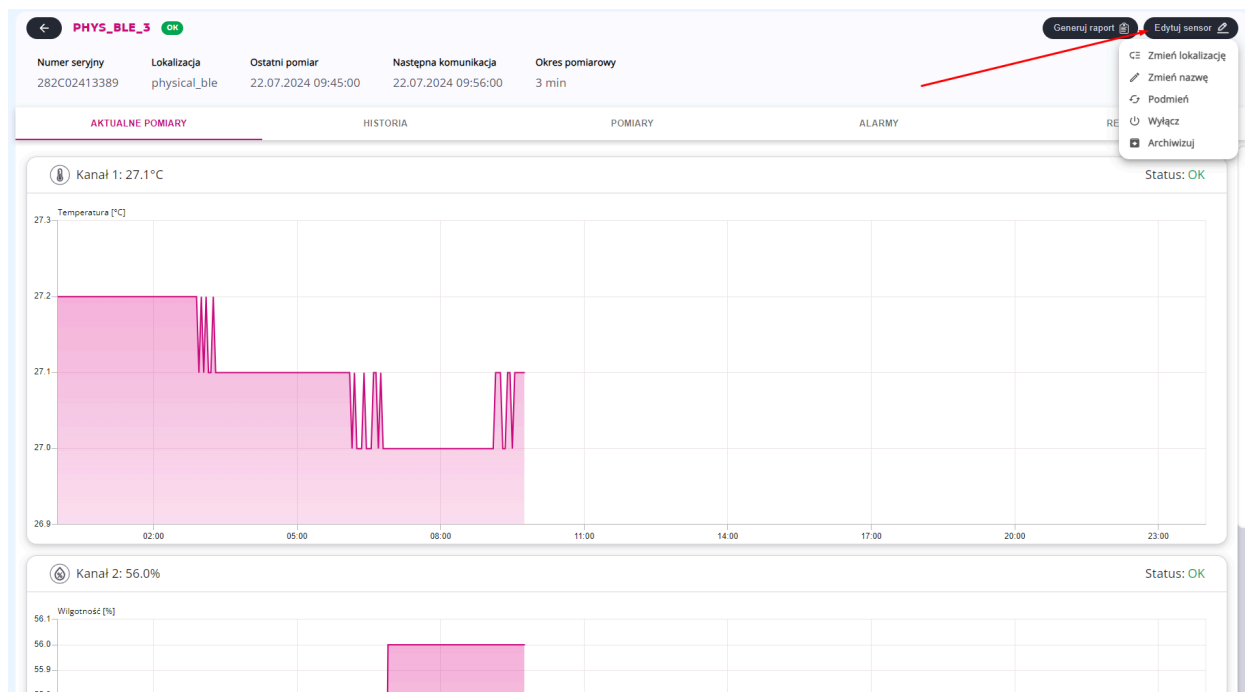 PHYS_BLE_3 OK
Generuj raport
Edytuj sensor
Numer seryjny
282C02413389
Lokalizacja
physical_ble
Ostatni pomiar
22.07.2024 09:45:00
Następna komunikacja
22.07.2024 09:56:00
Okres pomiarowy
3 min
Zmień lokalizację
Zmień nazwę
Podmień
Wyłącz
Archiwizuj
AKTUALNE POMIARY
HISTORIA
POMIARY
ALARMY
RE
Kanał 1: 27.1°C
Status: OK
Temperatura [°C]
27.3
27.2
27.1
27.0
26.9
02:00 05:00 08:00 11:00 14:00 17:00 20:00 23:00
Kanał 2: 56.0%
Status: OK
Wilgotność [%]
56.1
56.0
55.9